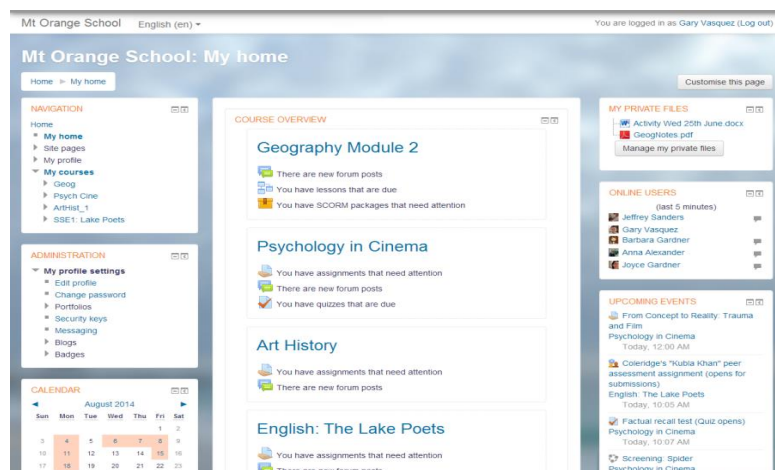 Mt Orange School English (en)
You are logged in as Gary Vasquez (Log out)
Mt Orange School: My home
Home My home
Customise this page
NAVIGATION
Home
My home
Site pages
My profile
My courses
Geog
Psych Cine
ArtHist_1
SSE1: Lake Poets
ADMINISTRATION
My profile settings
Edit profile
Change password
Portfolios
Security keys
Messaging
Blogs
Badges
CALENDAR
August 2014
Sun Mon Tue Wed Thu Fri Sat
1 2
3 4 5 6 7 8 9
10 11 12 13 14 15 16
17 18 19 20 21 22 23
COURSE OVERVIEW
Geography Module 2
There are new forum posts
You have lessons that are due
You have SCORM packages that need attention
Psychology in Cinema
You have assignments that need attention
There are new forum posts
You have quizzes that are due
Art History
You have assignments that need attention
There are new forum posts
English: The Lake Poets
You have assignments that need attention
There are new forum posts
MY PRIVATE FILES
Activity Wed 25th June.docx
GeogNotes.pdf
Manage my private files
ONLINE USERS
(last 5 minutes)
Jeffrey Sanders
Gary Vasquez
Barbara Gardner
Anna Alexander
Joyce Gardner
UPCOMING EVENTS
From Concept to Reality: Trauma
and Film
Psychology in Cinema
Today, 12:00 AM
Coleridge's "Kubla Khan" peer
assessment assignment (opens for
submissions)
English: The Lake Poets
Today, 10:05 AM
Factual recall test (Quiz opens)
Psychology in Cinema
Today, 10:07 AM
Screening: Spider
Psychology in Cinema